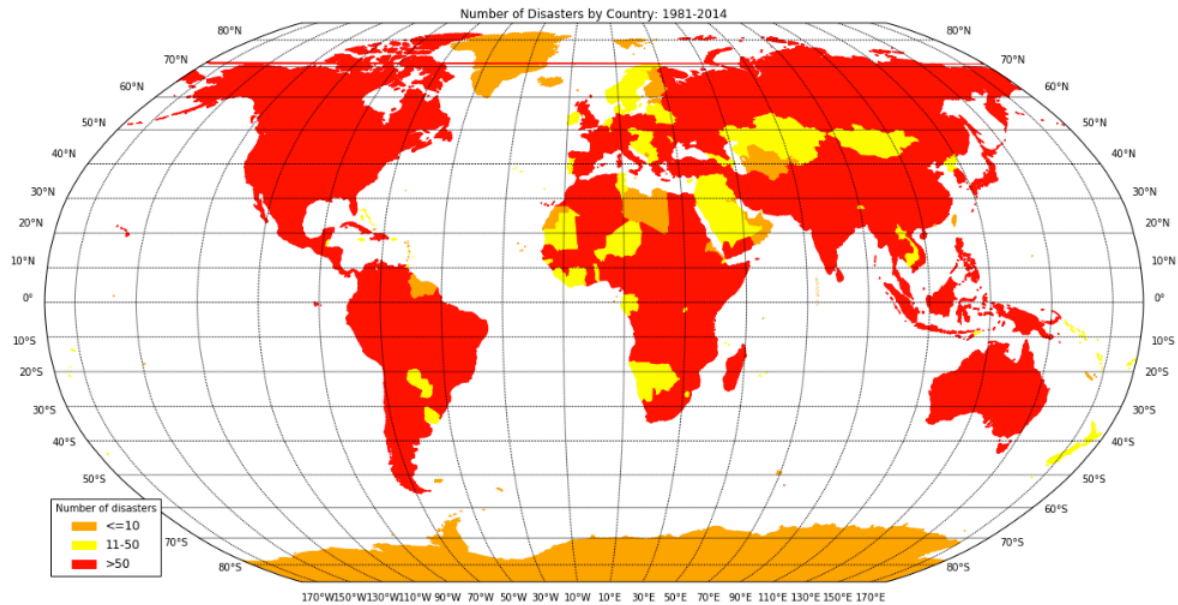 Number of Disasters by Country: 1981-2014
80°N 80°N
70°N 70°N
60°N 60°N
50°N 50°N
40°N 40°N
30°N 30°N
20°N 20°N
10°N 10°N
0° 0°
10°S 10°S
20°S 20°S
30°S 30°S
40°S 40°S
50°S 50°S
60°S
70°S 70°S
80°S 80°S
Number of disasters
<=10
11-50
>50
170°W150°W130°W110°W 90°W 70°W 50°W 30°W 10°W 10°E 30°E 50°E 70°E 90°E 110°E 130°E 150°E 170°E